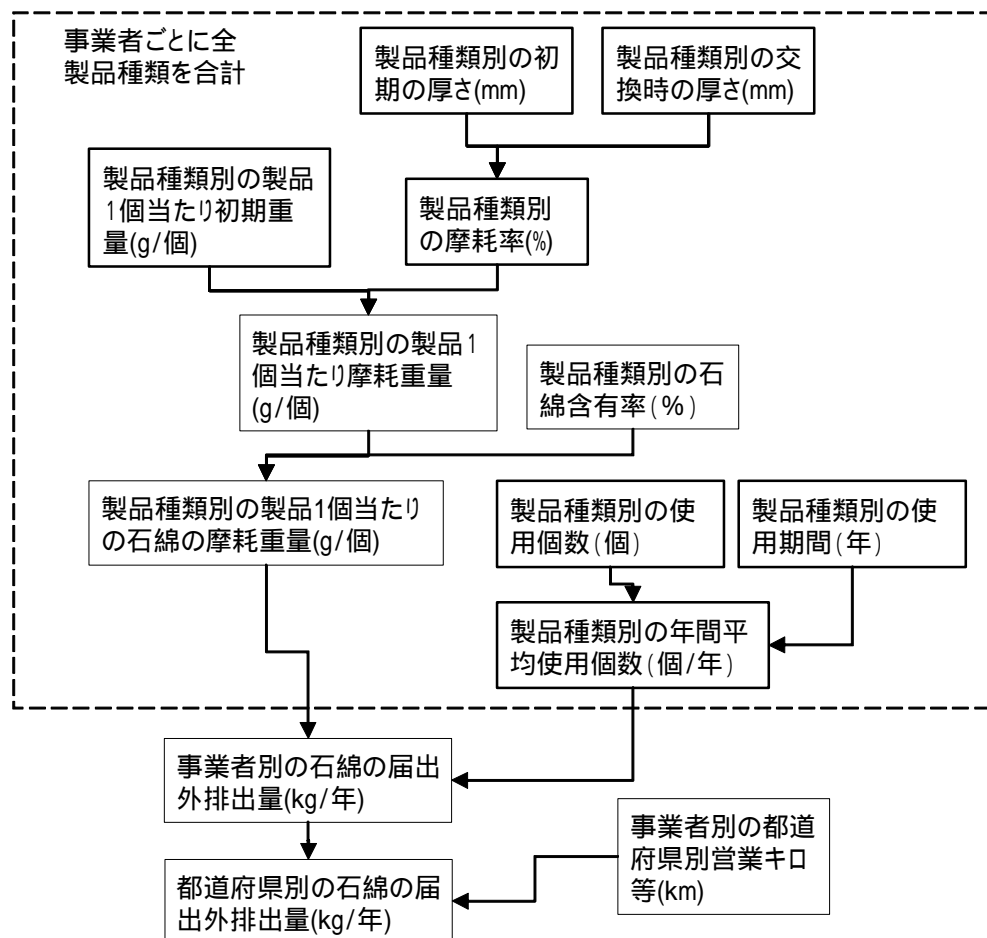 事業者ごとに全
製品種類を合計
製品種類別の初
期の厚さ(mm)
製品種類別の交
換時の厚さ(mm)
製品種類別の製品
1個当たり初期重
量(g/個)
製品種類別
の摩耗率(%)
製品種類別の製品1
個当たり摩耗重量
(g/個)
製品種類別の石
綿含有率(%)
製品種類別の製品1個当たり
の石綿の摩耗重量(g/個)
製品種類別の使
用個数(個)
製品種類別の使
用期間(年)
製品種類別の年間平
均使用個数(個/年)
事業者別の石綿の届出
外排出量(kg/年)
事業者別の都道
府県別営業キロ
等(km)
都道府県別の石綿の届
出外排出量(kg/年)